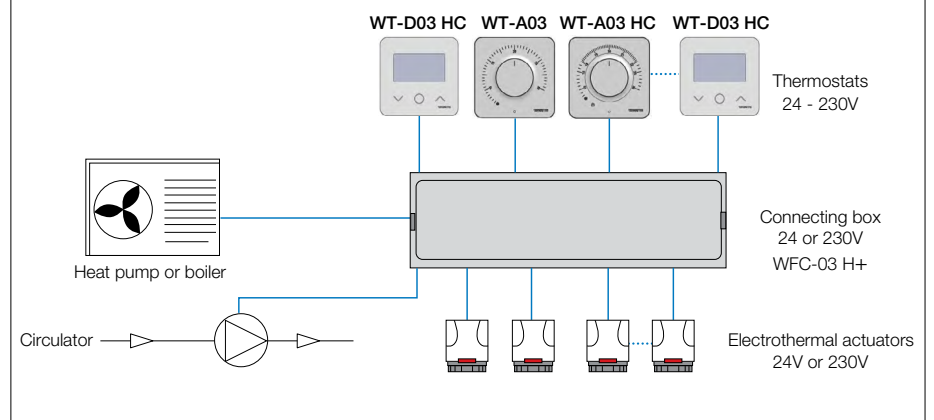 WT-D03 HC
WT-A03
WT-A03 HC
WT-D03 HC
Thermostats
24 - 230V
Heat pump or boiler
Connecting box
24 or 230V
WFC-03 H+
Circulator
Electrothermal actuators
24V or 230V